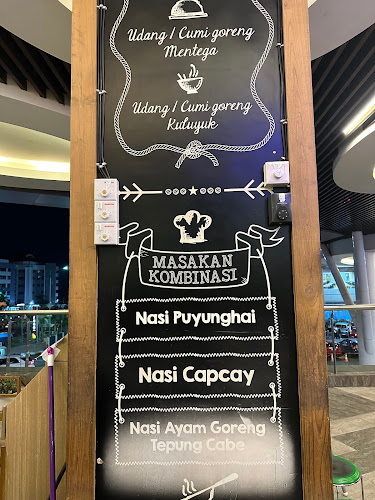 Udang / Cumi goreng
Mentega
Udang / Cumi goreng
Kuluyuk
MASAKAN
KOMBINASI
Nasi Puyunghai
Nasi Capcay
Nasi Ayam Goreng
Tepung Cabe